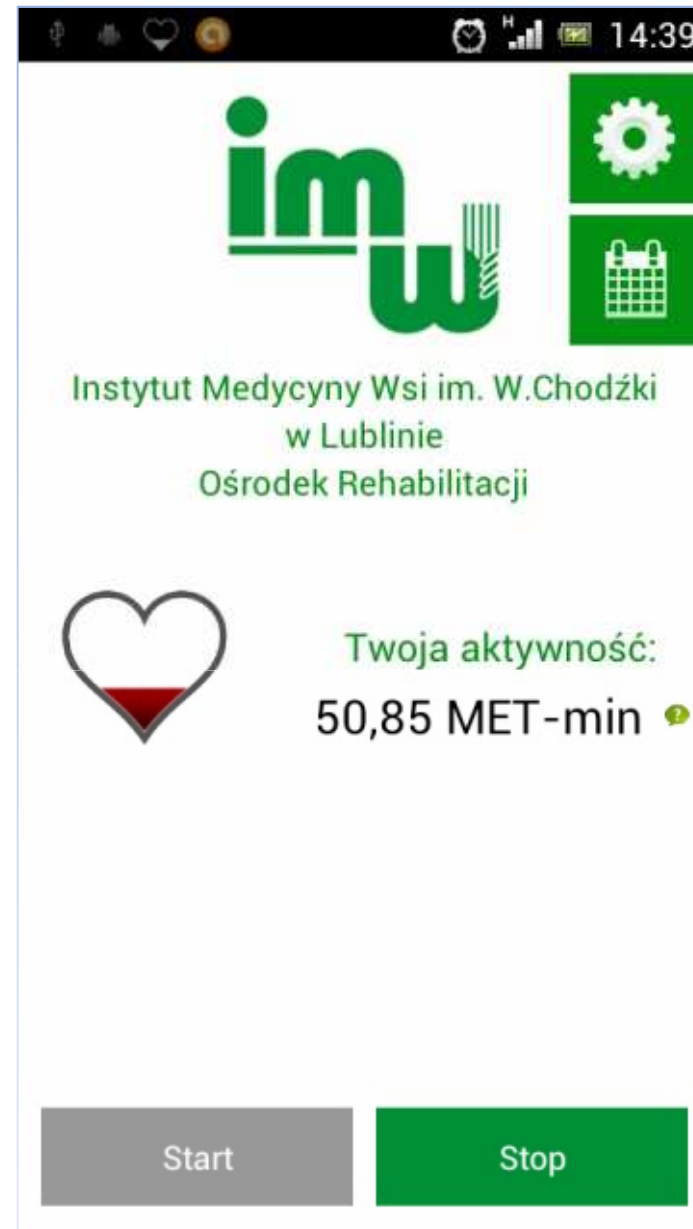 H
14:39
imw
Instytut Medycyny Wsi im. W.Chodźki
w Lublinie
Ośrodek Rehabilitacji
Twoja aktywność:
50,85 MET-min ?
Start
Stop